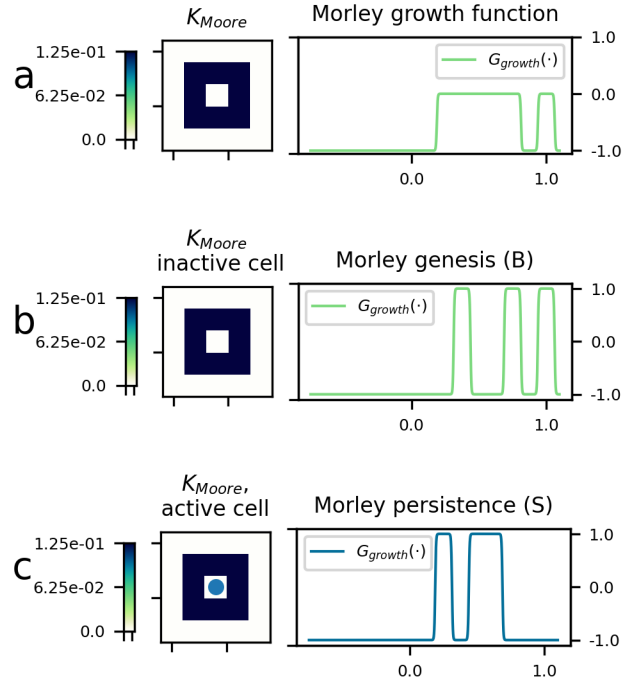 K_Moore
Morley growth function
a
1.25e-01
6.25e-02
0.0
G_growth(·)
1.0
0.0
-1.0
0.0
1.0
K_Moore
inactive cell
Morley genesis (B)
b
1.25e-01
6.25e-02
0.0
G_growth(·)
1.0
0.0
-1.0
0.0
1.0
K_Moore,
active cell
Morley persistence (S)
c
1.25e-01
6.25e-02
0.0
G_growth(·)
1.0
0.0
-1.0
0.0
1.0